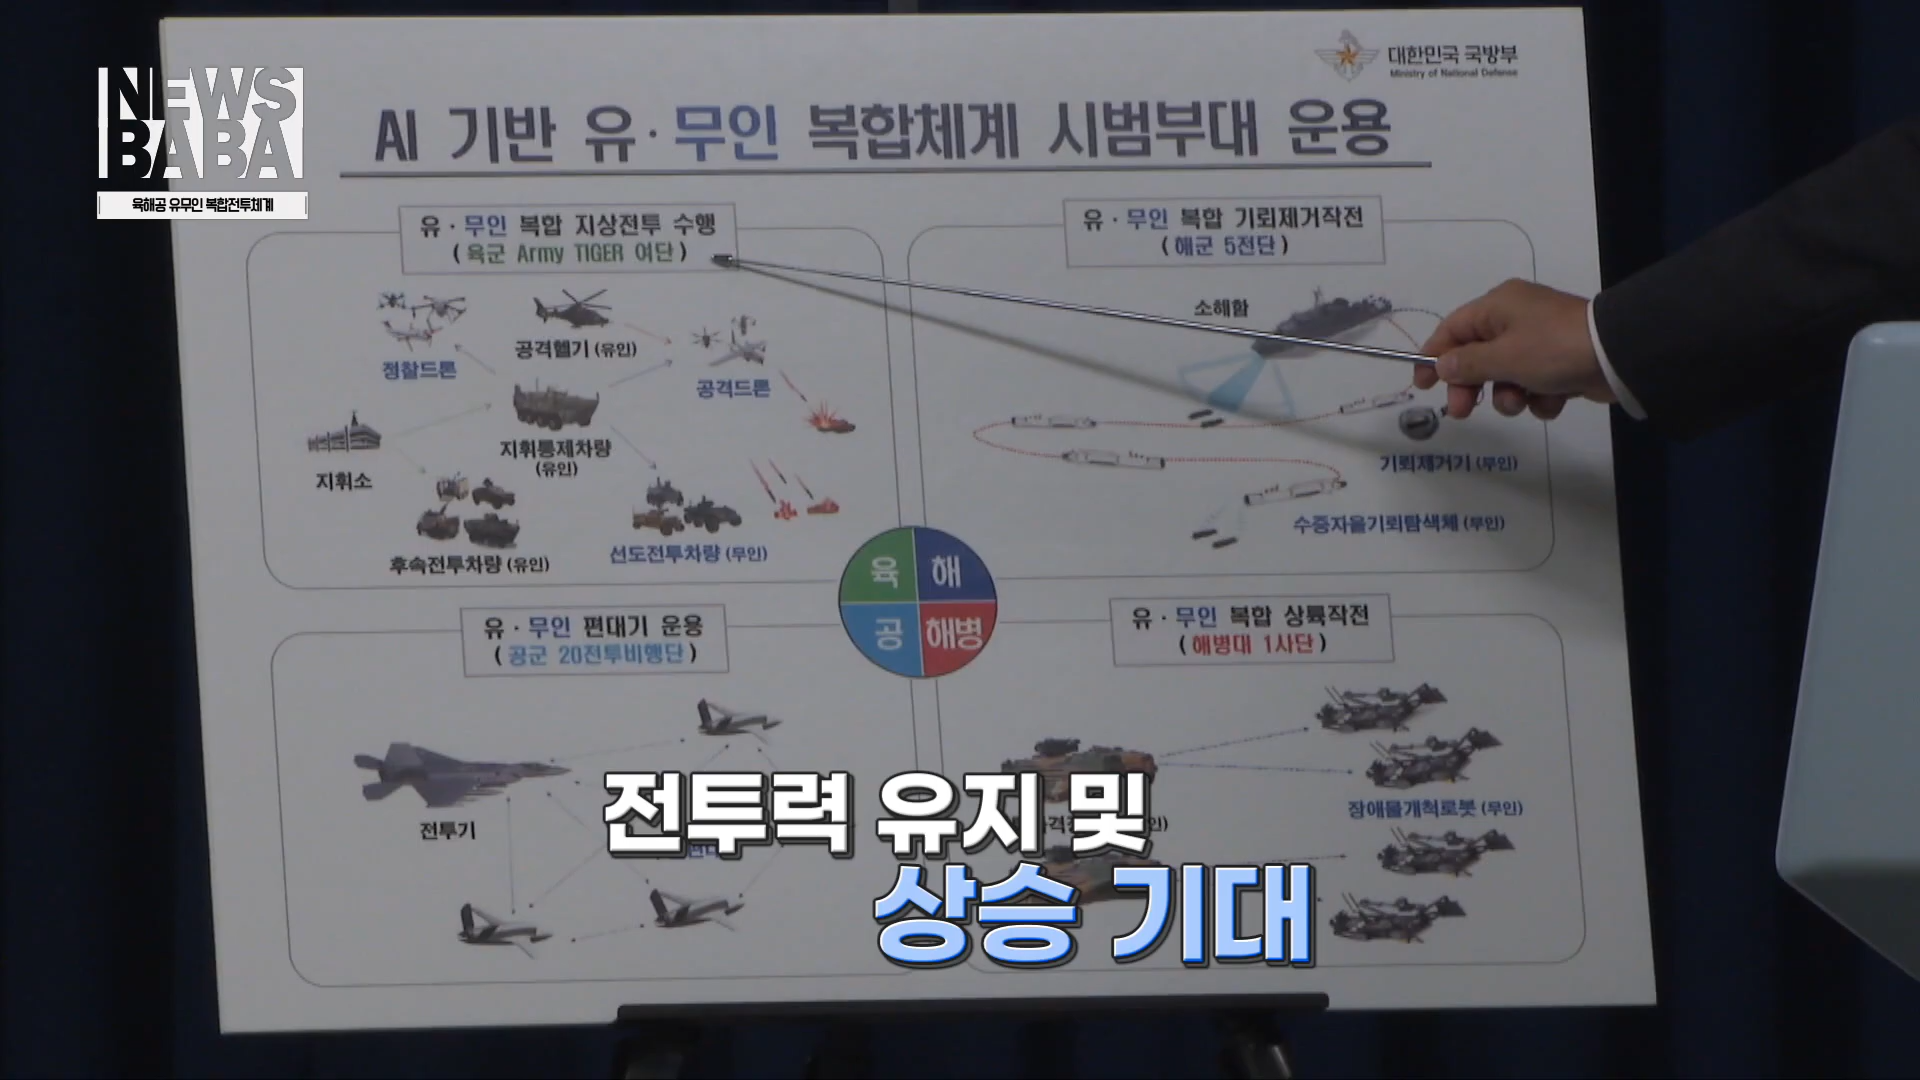 NEWS
BABA
육해공 유무인 복합전투체계
대한민국 국방부
Ministry of National Defense
AI 기반 유·무인 복합체계 시범부대 운용
유·무인 복합 지상전투 수행
(육군 Army TIGER 여단)
정찰드론
공격헬기 (유인)
공격드론
지휘소
지휘통제차량
(유인)
후속전투차량 (유인)
선도전투차량 (무인)
유·무인 복합 기뢰제거작전
(해군 5전단)
소해함
기뢰제거기 (무인)
수중자율기뢰탐색체 (무인)
육 해
공 해병
유·무인 편대기 운용
(공군 20전투비행단)
전투기
유·무인 복합 상륙작전
(해병대 1사단)
장애물개척로봇 (무인)
전투력 유지 및
상승 기대